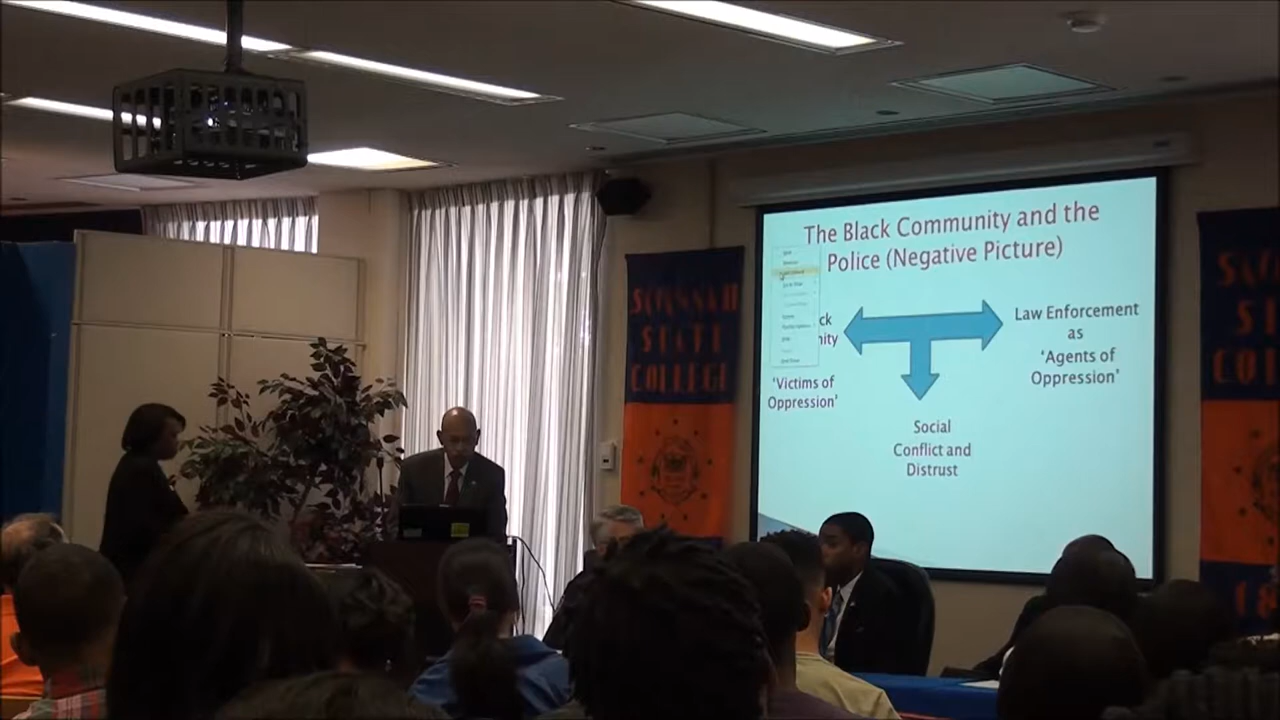 SAVANNAH
STATE
COLLEGE
The Black Community and the
Police (Negative Picture)
ck
nity
'Victims of
Oppression'
Law Enforcement
as
'Agents of
Oppression'
Social
Conflict and
Distrust